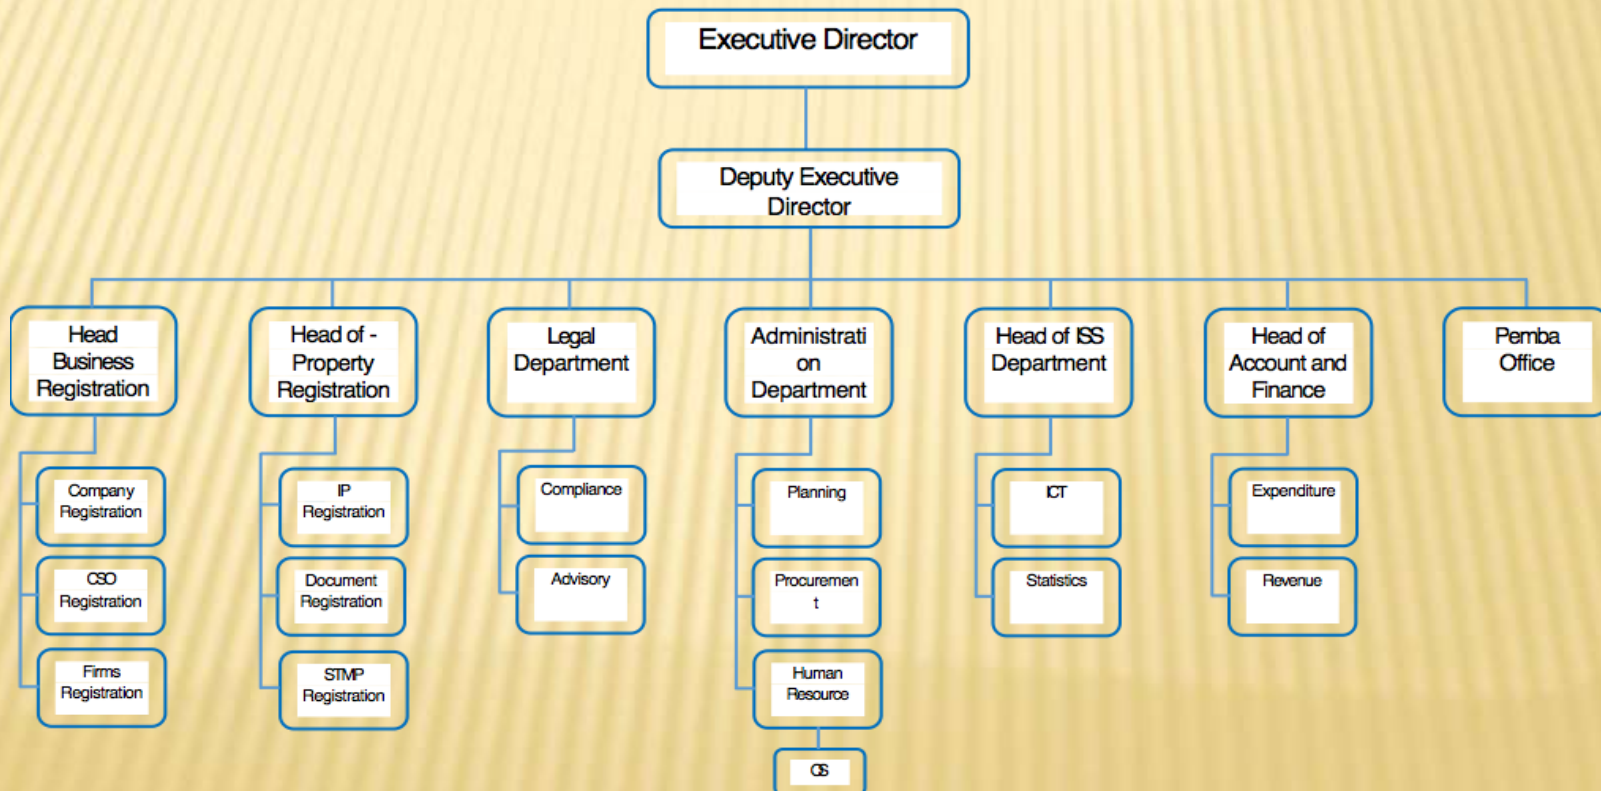 Executive Director
Deputy Executive
Director
Head
Business
Registration
Head of -
Property
Registration
Legal
Department
Administrati
on
Department
Head of ISS
Department
Head of
Account and
Finance
Pemba
Office
Company
Registration
CSO
Registration
Firms
Registration
IP
Registration
Document
Registration
STMP
Registration
Compliance
Advisory
Planning
Procuremen
t
Human
Resource
OS
ICT
Statistics
Expenditure
Revenue